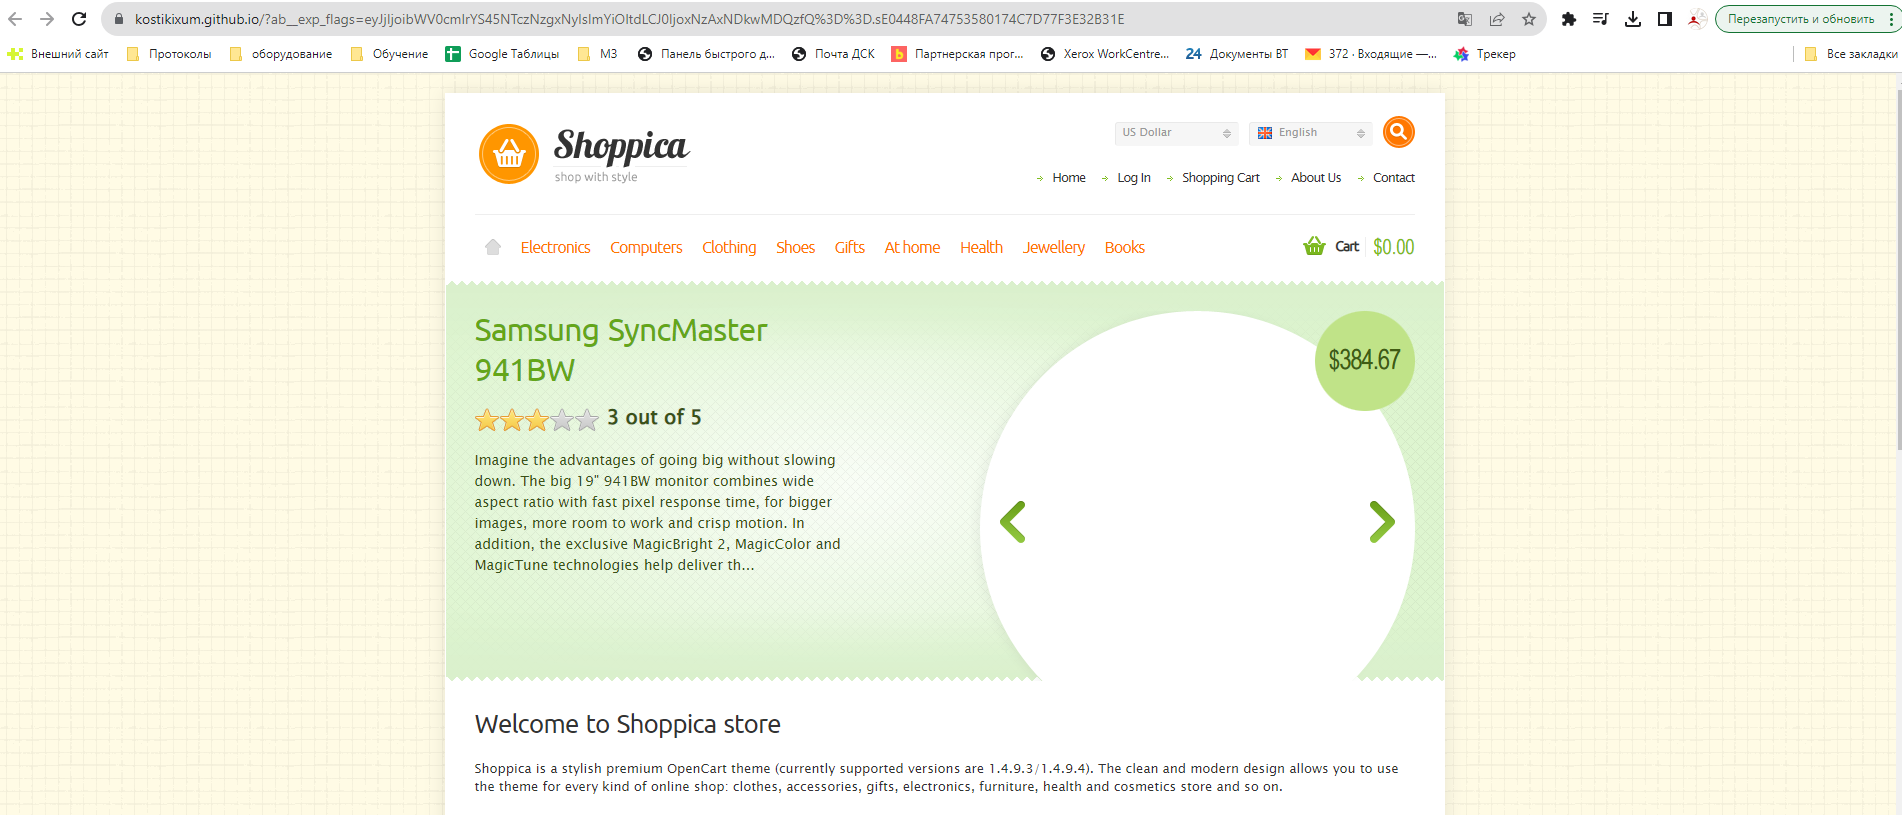 kostikixum.github.io/?ab__exp_flags=eyJjIjoibWV0cmlrYS45NTczNzgxNyIsImYiOltdLCJ0IjoxNzAxNDkwMDQzfQ%3D%3D.sE0448FA74753580174C7D77F3E32B31E
Перезапустить и обновить
Внешний сайт Протоколы оборудование Обучение Google Таблицы МЗ Панель быстрого д... Почта ДСК Партнерская прог... Xerox WorkCentre... 24 Документы ВТ 372 · Входящие —... Трекер Все закладки
Shoppica
shop with style
US Dollar English
Home Log In Shopping Cart About Us Contact
Electronics Computers Clothing Shoes Gifts At home Health Jewellery Books Cart $0.00
Samsung SyncMaster
941BW
$384.67
3 out of 5
Imagine the advantages of going big without slowing
down. The big 19" 941BW monitor combines wide
aspect ratio with fast pixel response time, for bigger
images, more room to work and crisp motion. In
addition, the exclusive MagicBright 2, MagicColor and
MagicTune technologies help deliver th...
Welcome to Shoppica store
Shoppica is a stylish premium OpenCart theme (currently supported versions are 1.4.9.3/1.4.9.4). The clean and modern design allows you to use
the theme for every kind of online shop: clothes, accessories, gifts, electronics, furniture, health and cosmetics store and so on.